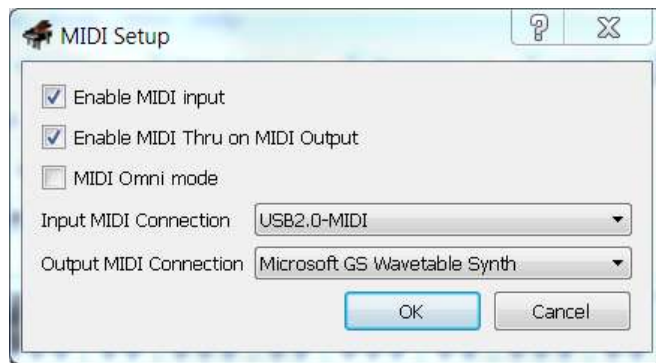 MIDI Setup
Enable MIDI input
Enable MIDI Thru on MIDI Output
MIDI Omni mode
Input MIDI Connection USB2.0-MIDI
Output MIDI Connection Microsoft GS Wavetable Synth
OK Cancel